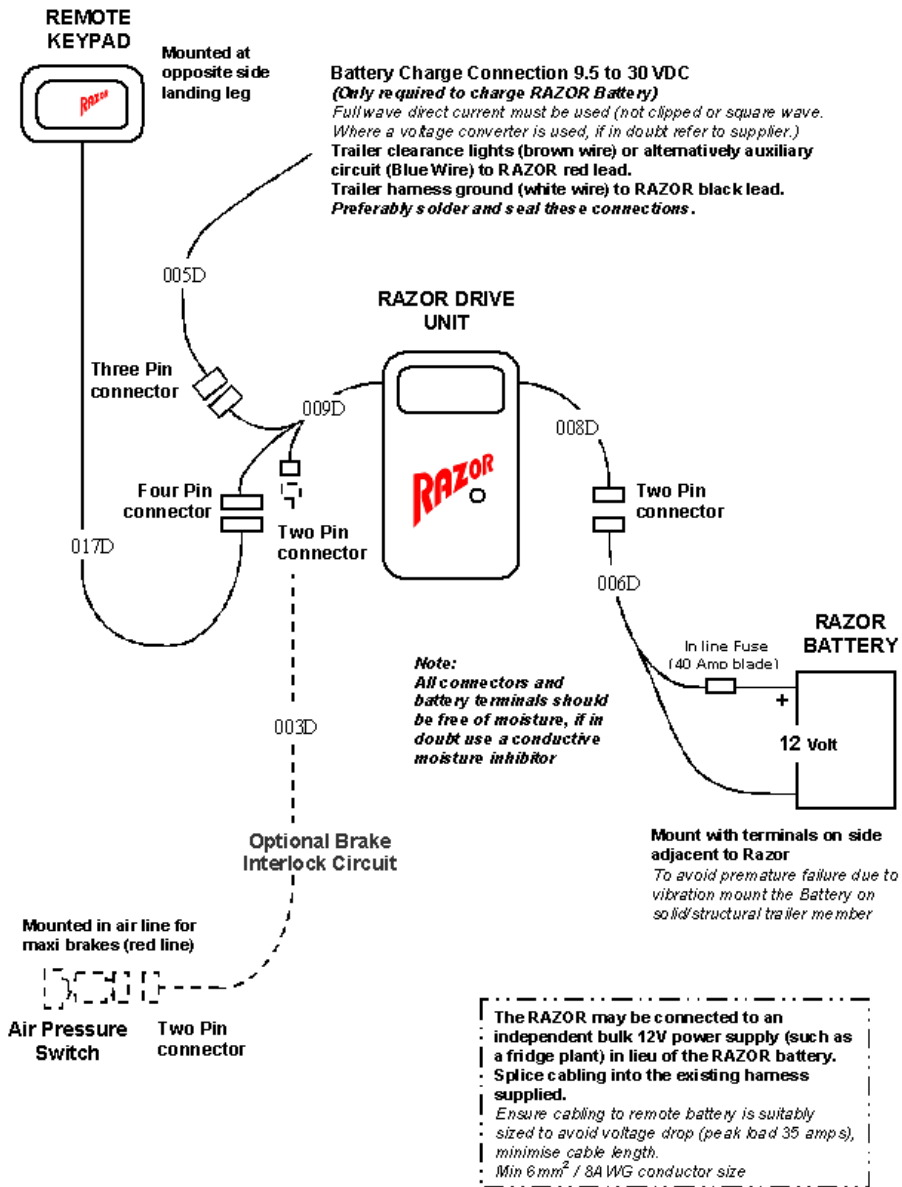 REMOTE
KEYPAD
Mounted at
opposite side
landing leg
RAZOR
Battery Charge Connection 9.5 to 30 VDC
(Only required to charge RAZOR Battery)
Full wave direct current must be used (not clipped or square wave.
Where a voltage converter is used, if in doubt refer to supplier.)
Trailer clearance lights (brown wire) or alternatively auxiliary
circuit (Blue Wire) to RAZOR red lead.
Trailer harness ground (white wire) to RAZOR black lead.
Preferably solder and seal these connections.
005D
RAZOR DRIVE
UNIT
Three Pin
connector
009D
008D
RAZOR
Four Pin
connector
Two Pin
connector
Two Pin
connector
017D
006D
RAZOR
BATTERY
In line Fuse
(40 Amp blade)
+
12 Volt
Note:
All connectors and
battery terminals should
be free of moisture, if in
doubt use a conductive
moisture inhibitor
003D
Optional Brake
Interlock Circuit
Mount with terminals on side
adjacent to Razor
To avoid premature failure due to
vibration mount the Battery on
solid/structural trailer member
Mounted in air line for
maxi brakes (red line)
Air Pressure
Switch
Two Pin
connector
The RAZOR may be connected to an
independent bulk 12V power supply (such as
a fridge plant) in lieu of the RAZOR battery.
Splice cabling into the existing harness
supplied.
Ensure cabling to remote battery is suitably
sized to avoid voltage drop (peak load 35 amps),
minimise cable length.
Min 6mm² / 8AWG conductor size